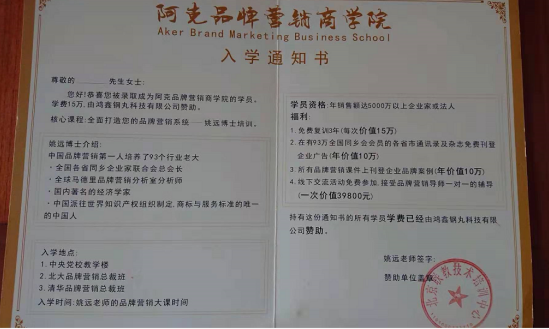 阿克品牌营销商学院
Aker Brand Marketing Business School
入学通知书
尊敬的 先生女士:
您好!恭喜您被录取成为阿克品牌营销商学院的学员,
学费15万,由鸿鑫钢丸科技有限公司赞助。
核心课程:全面打造您的品牌营销系统——姚远博士培训。
姚远博士介绍:
中国品牌营销第一人培养了93个行业老大
·全国各省同乡企业家联合会总会长
·全球马德里品牌营销分析室分析师
·国内著名的经济学家
·中国派往世界知识产权组织制定,商标与服务标准的唯一
的中国人
入学地点:
1.中央党校教学楼
2.北大品牌营销总裁班
3.清华品牌营销总裁班
入学时间:姚远老师的品牌营销大课时间
学员资格:年销售额达5000万以上企业家或法人
福利:
1.免费复训3年(每次价值15万)
2.在有93万全国同乡会会员的各省市通讯录及杂志免费刊登
企业广告(年价值10万)
3.所有品牌营销课件上刊登企业品牌案例(年价值10万)
4.线下交流活动免费参加,接受品牌营销导师一对一的辅导
(一次价值39800元)
持有这份通知书的所有学员学费已经由鸿鑫钢丸科技有限公
司赞助。
姚远老师签字:
赞助单位盖章: